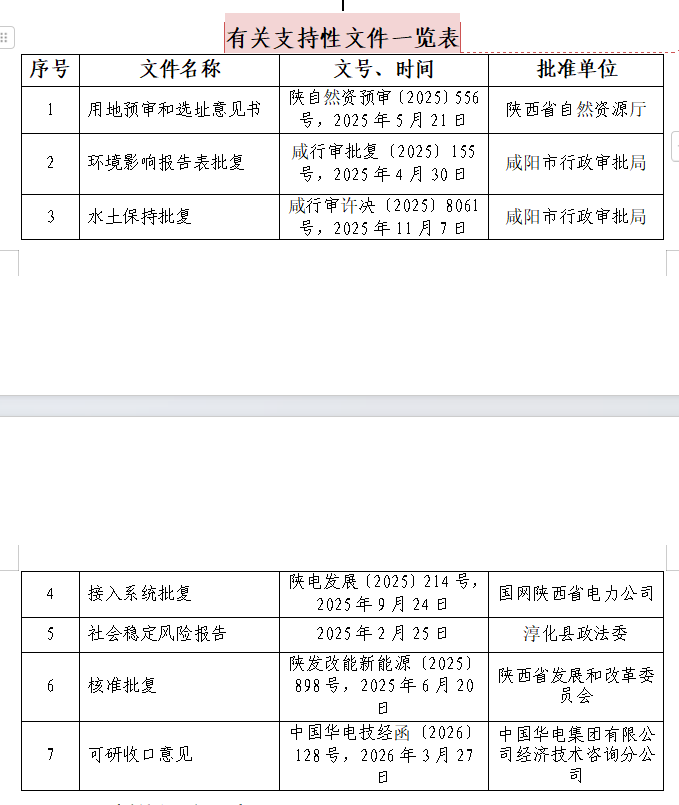 有关支持性文件一览表
序号 文件名称 文号、时间 批准单位
1 用地预审和选址意见书 陕自然资预审〔2025〕556
号，2025年5月21日 陕西省自然资源厅
2 环境影响报告表批复 咸行审批复〔2025〕155
号，2025年4月30日 咸阳市行政审批局
3 水土保持批复 咸行审许决〔2025〕8061
号，2025年11月7日 咸阳市行政审批局
4 接入系统批复 陕电发展〔2025〕214号，
2025年9月24日 国网陕西省电力公司
5 社会稳定风险报告 2025年2月25日 淳化县政法委
6 核准批复 陕发改能新能源〔2025〕
898号，2025年6月20
日 陕西省发展和改革委
员会
7 可研收口意见 中国华电技经函〔2026〕
128号，2026年3月27
日 中国华电集团有限公
司经济技术咨询分公
司